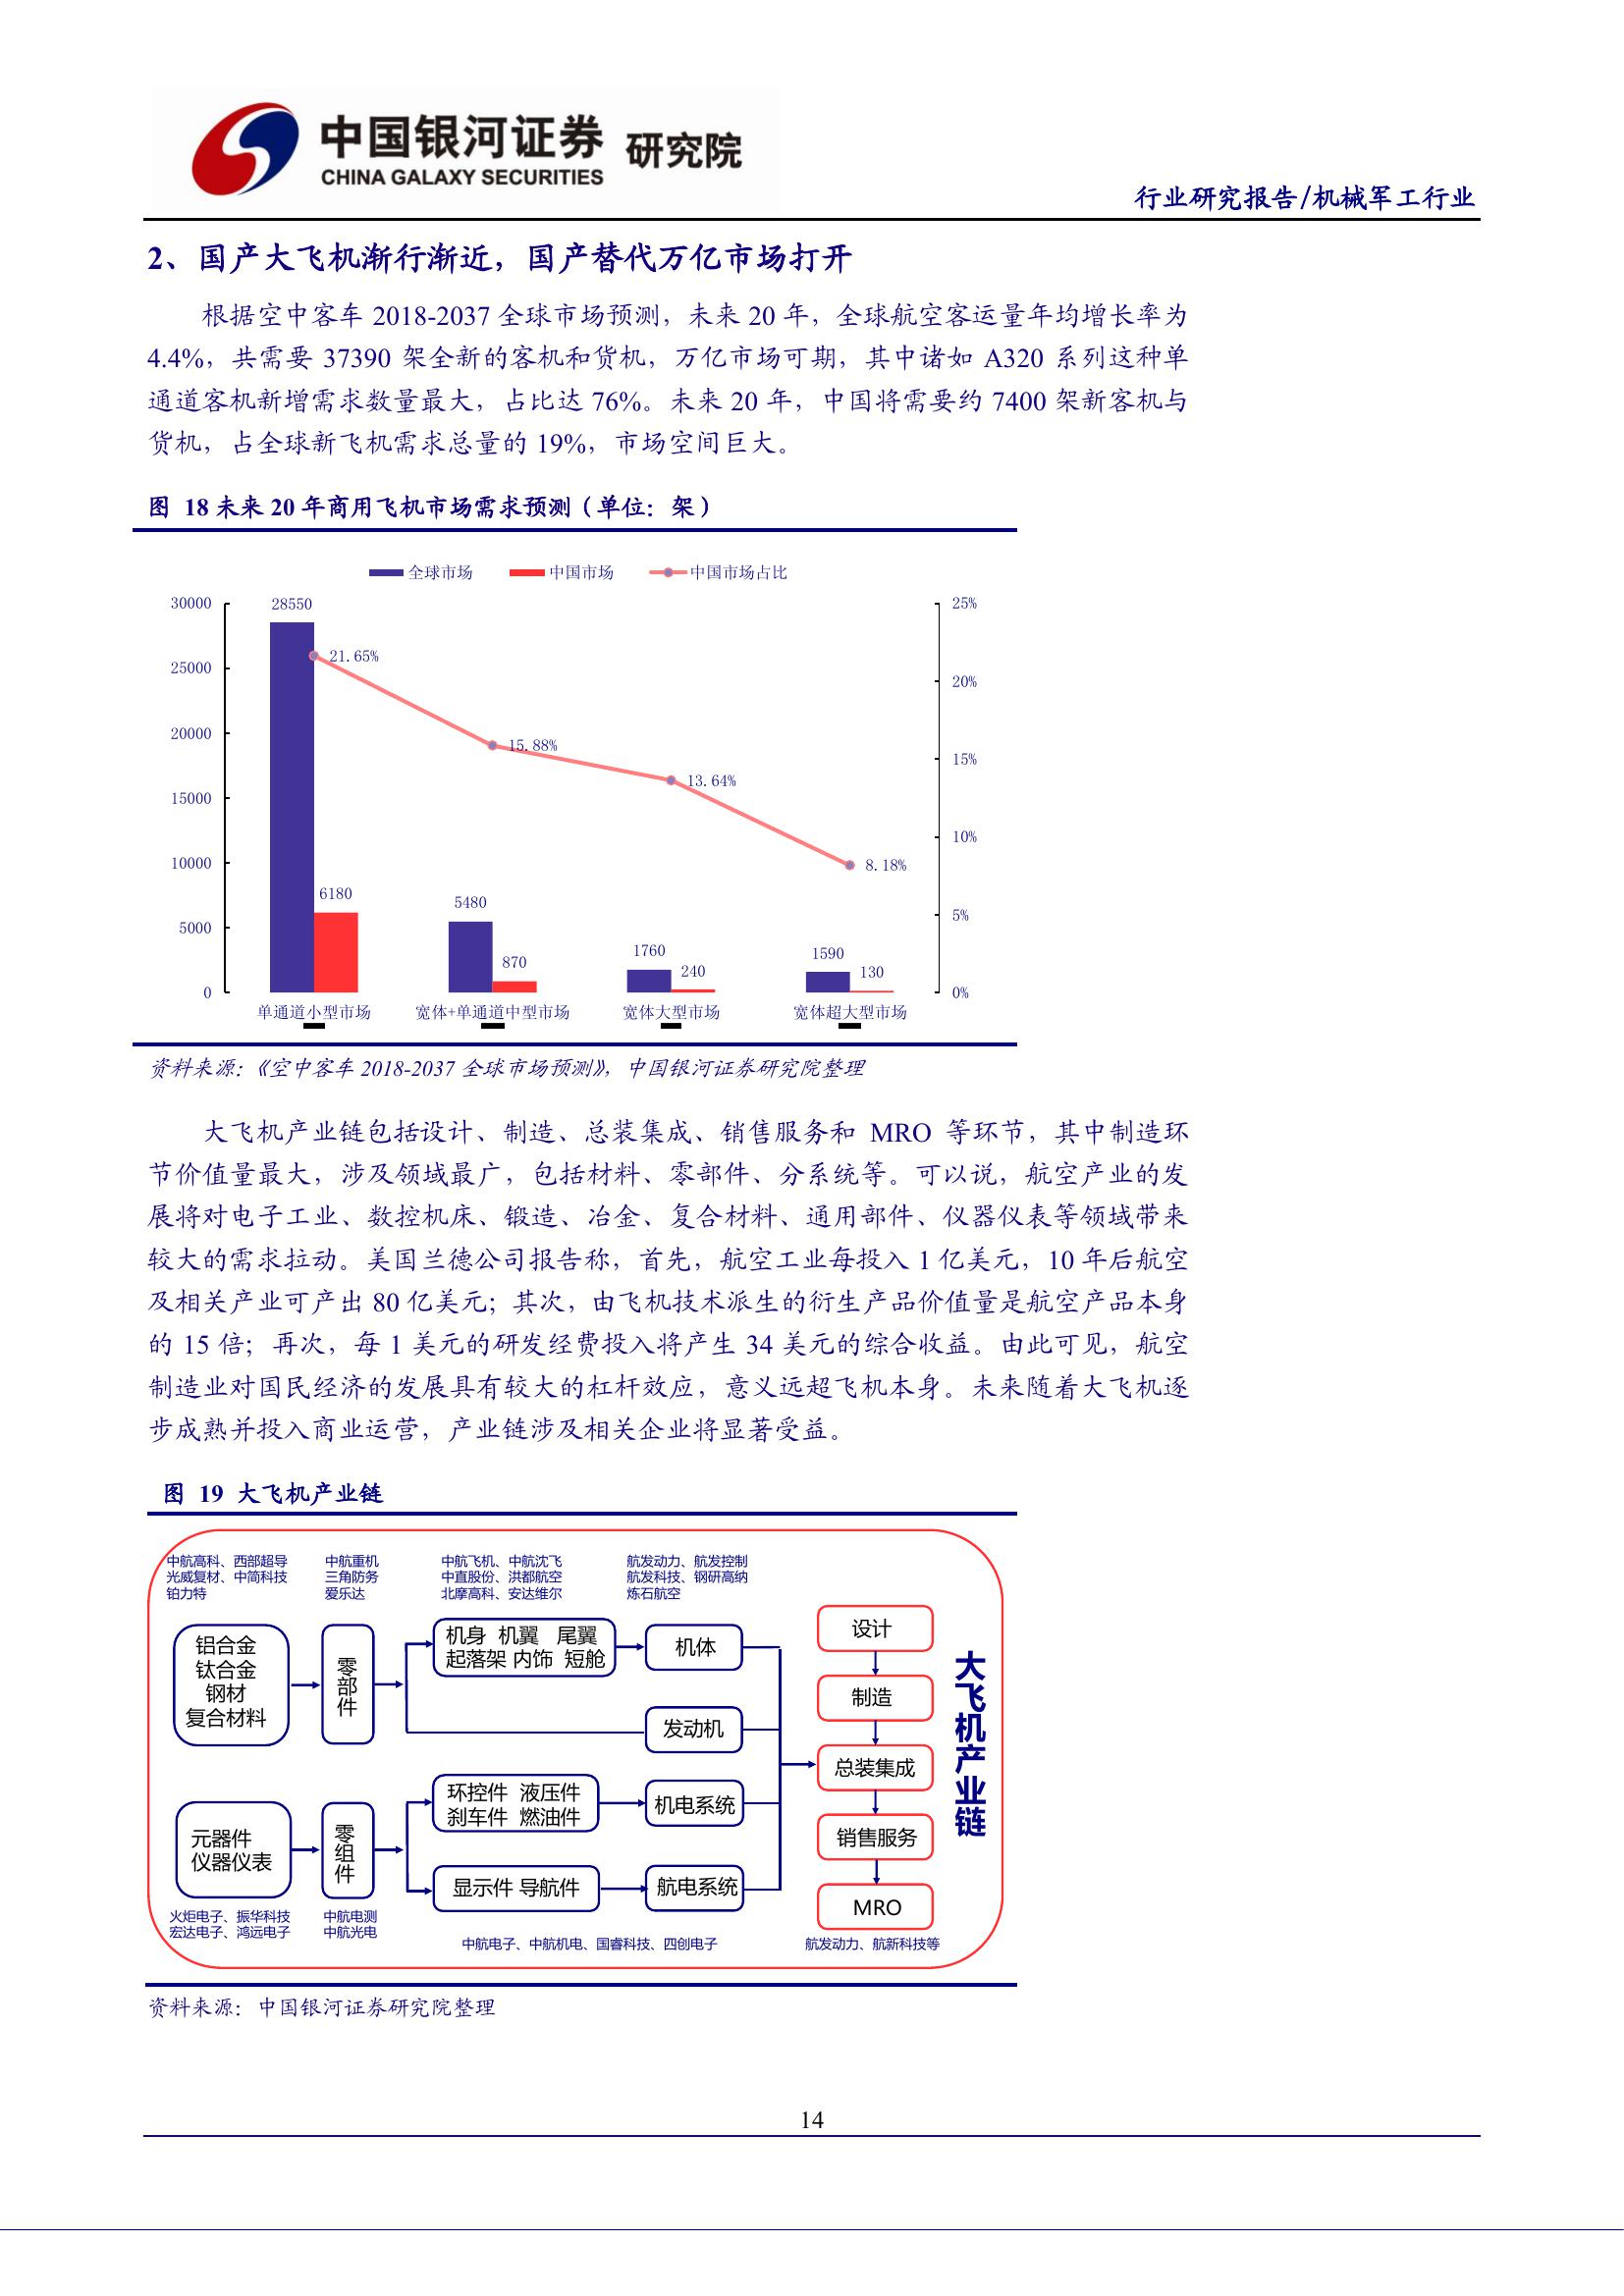 中国银河证券 研究院
CHINA GALAXY SECURITIES
行业研究报告/机械军工行业
2、国产大飞机渐行渐近，国产替代万亿市场打开
根据空中客车 2018-2037 全球市场预测，未来 20 年，全球航空客运量年均增长率为
4.4%，共需要 37390 架全新的客机和货机，万亿市场可期，其中诸如 A320 系列这种单
通道客机新增需求数量最大，占比达 76%。未来 20 年，中国将需要约 7400 架新客机与
货机，占全球新飞机需求总量的 19%，市场空间巨大。
图 18 未来 20 年商用飞机市场需求预测（单位：架）
全球市场 中国市场 中国市场占比
30000 28550 25%
21.65%
25000
20%
20000
15.88%
15%
15000
13.64%
10%
10000
8.18%
6180
5480
5000
5%
870
1760
240
1590
130
0 0%
单通道小型市场 宽体+单通道中型市场 宽体大型市场 宽体超大型市场
资料来源：《空中客车 2018-2037 全球市场预测》，中国银河证券研究院整理
大飞机产业链包括设计、制造、总装集成、销售服务和 MRO 等环节，其中制造环
节价值量最大，涉及领域最广，包括材料、零部件、分系统等。可以说，航空产业的发
展将对电子工业、数控机床、锻造、冶金、复合材料、通用部件、仪器仪表等领域带来
较大的需求拉动。美国兰德公司报告称，首先，航空工业每投入 1 亿美元，10 年后航空
及相关产业可产出 80 亿美元；其次，由飞机技术派生的衍生产品价值量是航空产品本身
的 15 倍；再次，每 1 美元的研发经费投入将产生 34 美元的综合收益。由此可见，航空
制造业对国民经济的发展具有较大的杠杆效应，意义远超飞机本身。未来随着大飞机逐
步成熟并投入商业运营，产业链涉及相关企业将显著受益。
图 19 大飞机产业链
中航高科、西部超导
光威复材、中简科技
铂力特
中航重机
三角防务
爱乐达
中航飞机、中航沈飞
中直股份、洪都航空
北摩高科、安达维尔
航发动力、航发控制
航发科技、钢研高纳
炼石航空
铝合金
钛合金
钢材
复合材料
零部件
机身 机翼 尾翼
起落架 内饰 短舱
机体
发动机
元器件
仪器仪表
零组件
环控件 液压件
刹车件 燃油件
机电系统
显示件 导航件
航电系统
设计
制造
总装集成
销售服务
MRO
大飞机产业链
火炬电子、振华科技
宏达电子、鸿远电子
中航电测
中航光电
中航电子、中航机电、国睿科技、四创电子
航发动力、航新科技等
资料来源：中国银河证券研究院整理
14